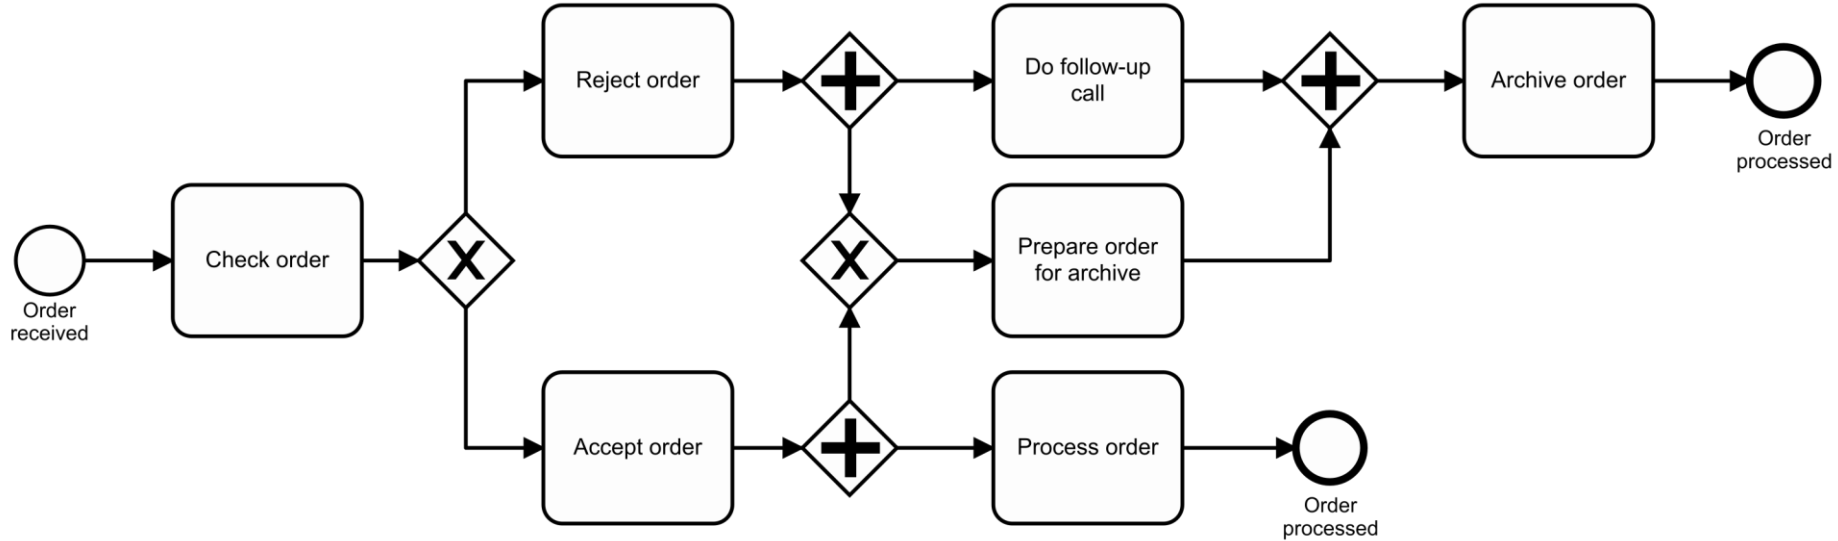 Reject order
Do follow-up
call
Archive order
Order
processed
Order
received
Check order
Prepare order
for archive
Accept order
Process order
Order
processed